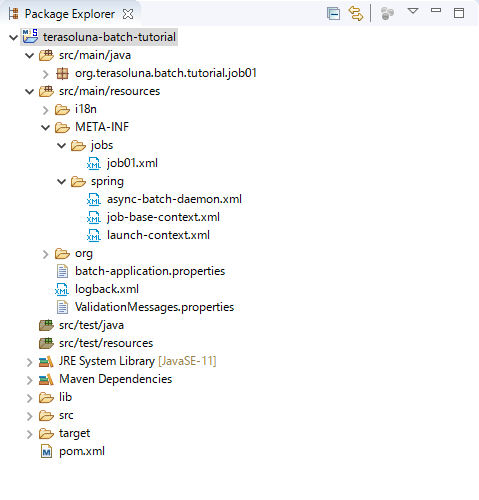 Package Explorer
terasoluna-batch-tutorial
src/main/java
org.terasoluna.batch.tutorial.job01
src/main/resources
i18n
META-INF
jobs
job01.xml
spring
async-batch-daemon.xml
job-base-context.xml
launch-context.xml
org
batch-application.properties
logback.xml
ValidationMessages.properties
src/test/java
src/test/resources
JRE System Library [JavaSE-11]
Maven Dependencies
lib
src
target
pom.xml